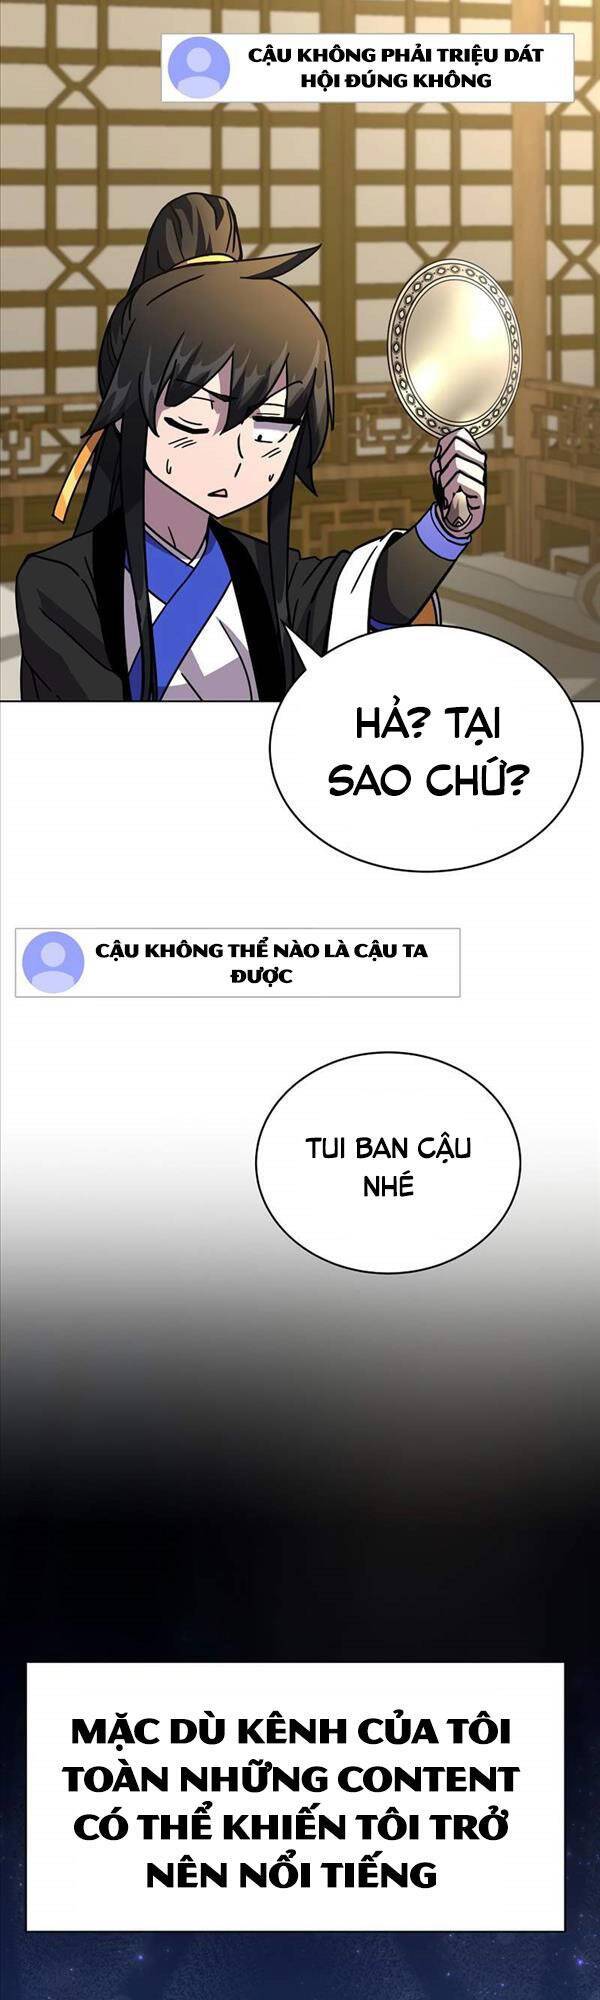 CẬU KHÔNG PHẢI TRIỆU DÁT
HỘI ĐÚNG KHÔNG
HẢ? TẠI
SAO CHỨ?
CẬU KHÔNG THỂ NÀO LÀ CẬU TA
ĐƯỢC
TUI BAN CẬU
NHÉ
MẶC DÙ KÊNH CỦA TÔI
TOÀN NHỮNG CONTENT
CÓ THỂ KHIẾN TÔI TRỞ
NÊN NỔI TIẾNG